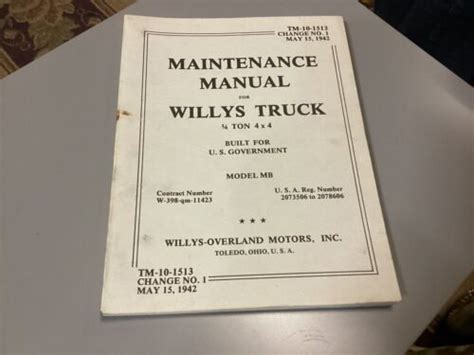 TM-10-1513
CHANGE NO. 1
MAY 15, 1942
MAINTENANCE
MANUAL
FOR
WILLYS TRUCK
¼ TON 4 x 4
BUILT FOR
U. S. GOVERNMENT
MODEL MB
Contract Number
W-398-qm-11423
U. S. A. Reg. Number
2073506 to 2078606
★ ★ ★
WILLYS-OVERLAND MOTORS, INC.
TOLEDO, OHIO, U. S. A.
TM-10-1513
CHANGE NO. 1
MAY 15, 1942